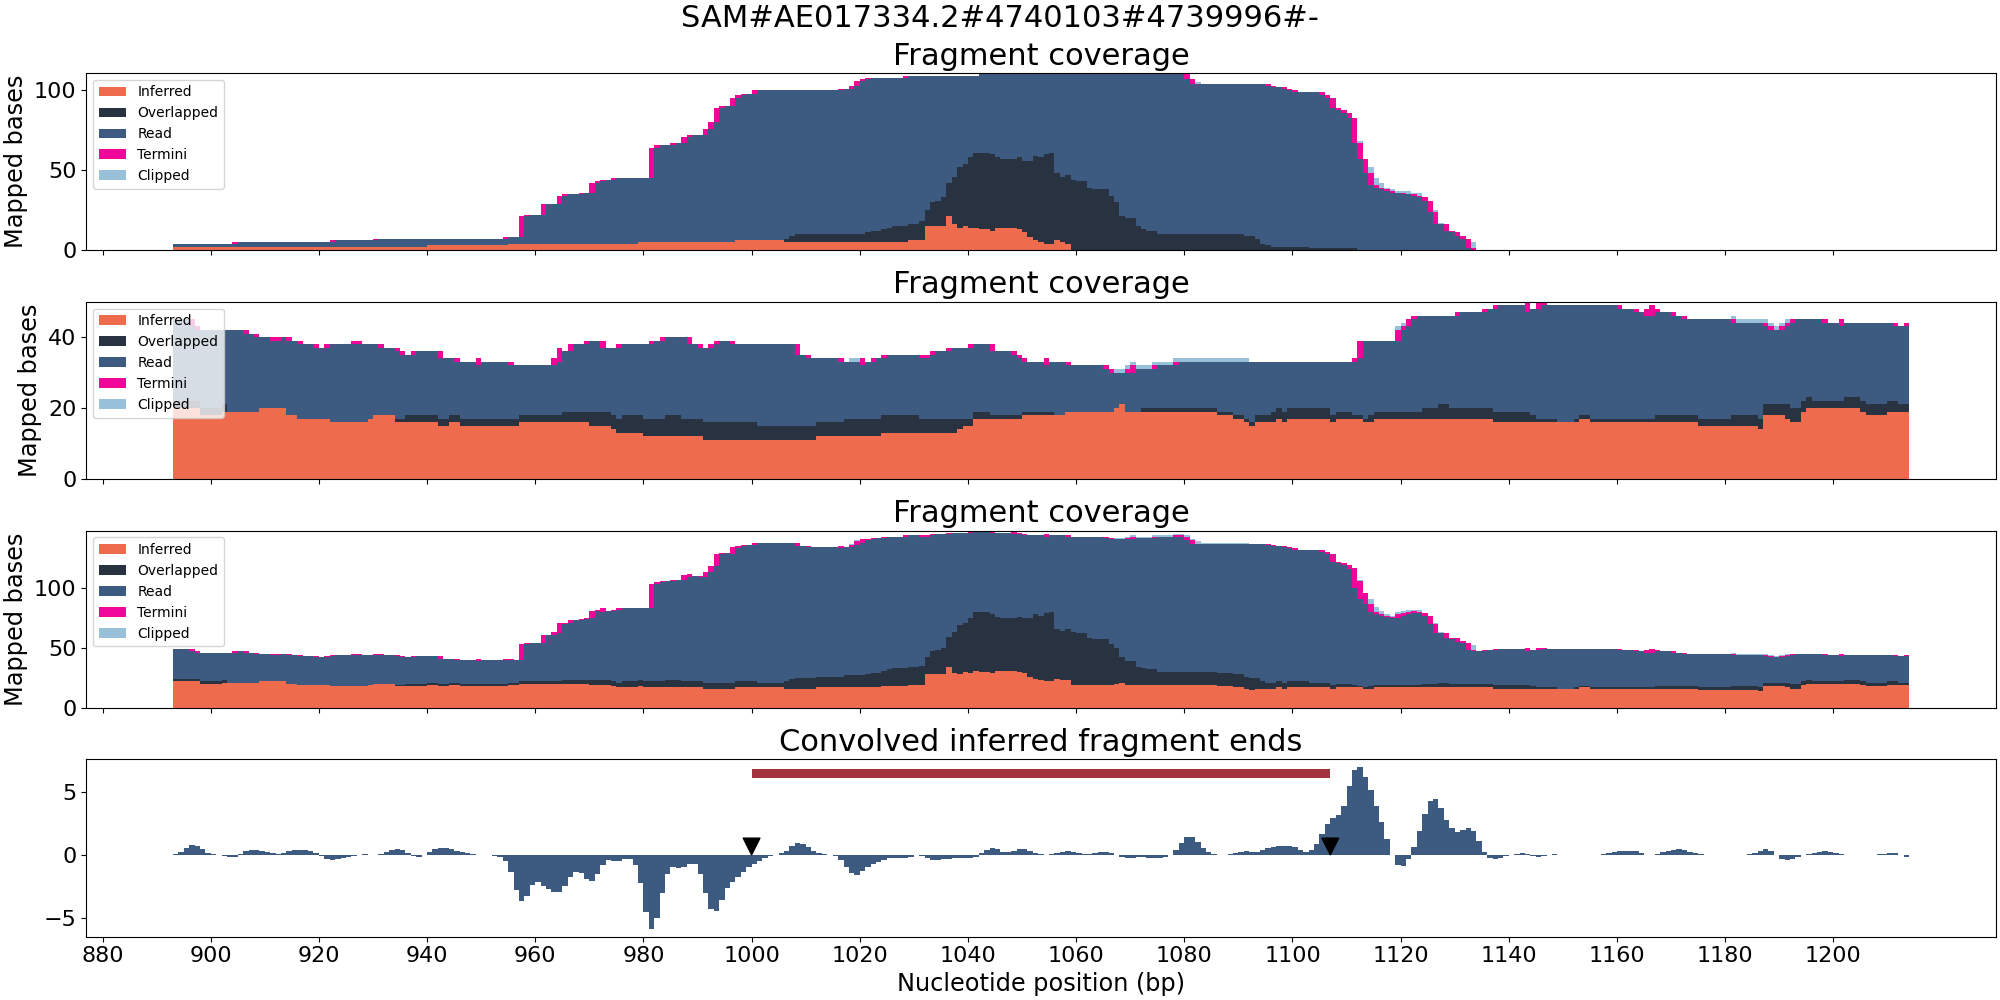 SAM#AE017334.2#4740103#4739996#-
Fragment coverage
Mapped bases
100
50
0
Inferred
Overlapped
Read
Termini
Clipped
Fragment coverage
Mapped bases
40
20
0
Inferred
Overlapped
Read
Termini
Clipped
Fragment coverage
Mapped bases
100
50
0
Inferred
Overlapped
Read
Termini
Clipped
Convolved inferred fragment ends
5
0
−5
880 900 920 940 960 980 1000 1020 1040 1060 1080 1100 1120 1140 1160 1180 1200
Nucleotide position (bp)